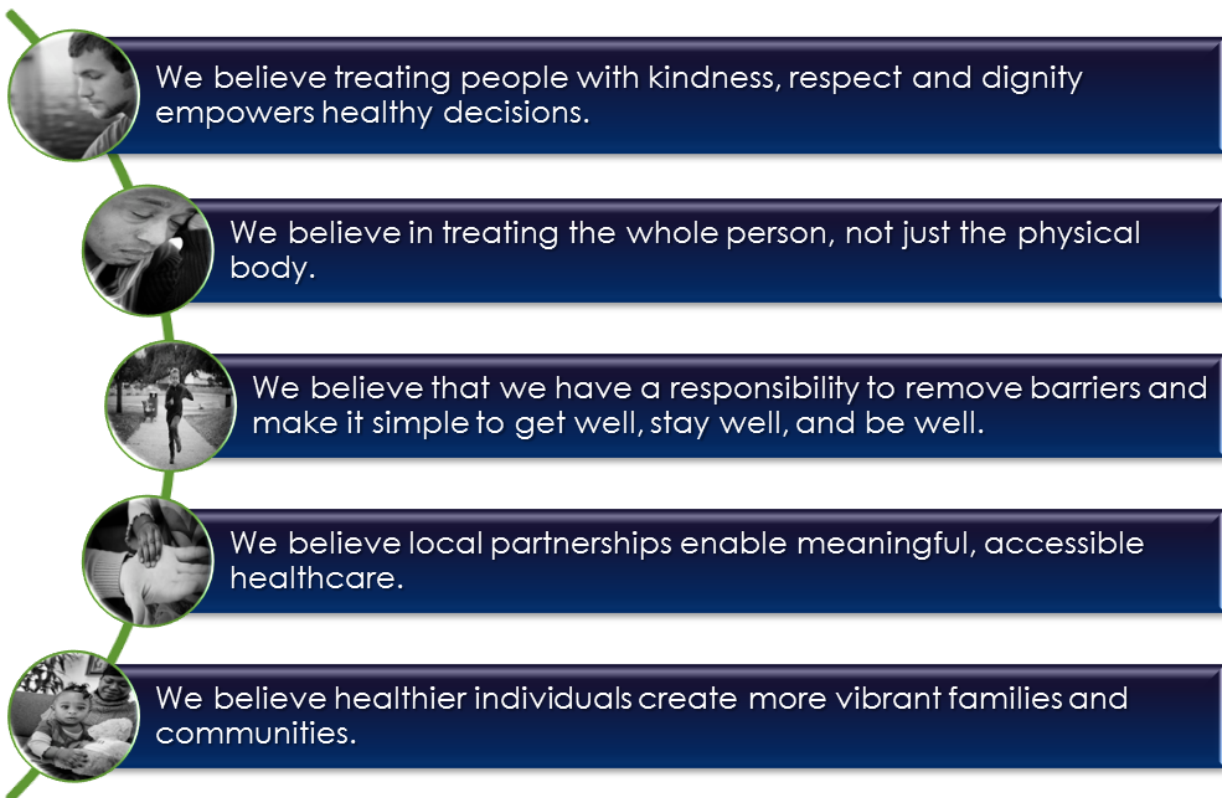 We believe treating people with kindness, respect and dignity
empowers healthy decisions.
We believe in treating the whole person, not just the physical
body.
We believe that we have a responsibility to remove barriers and
make it simple to get well, stay well, and be well.
We believe local partnerships enable meaningful, accessible
healthcare.
We believe healthier individuals create more vibrant families and
communities.